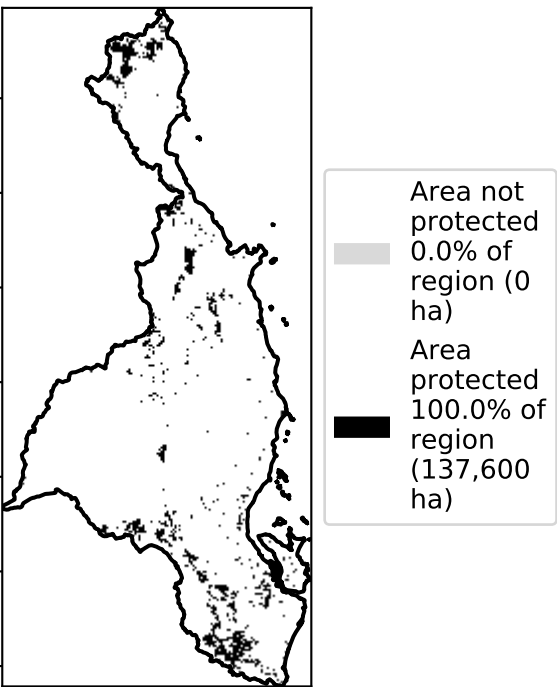 Area not
protected
0.0% of
region (0
ha)
Area
protected
100.0% of
region
(137,600
ha)